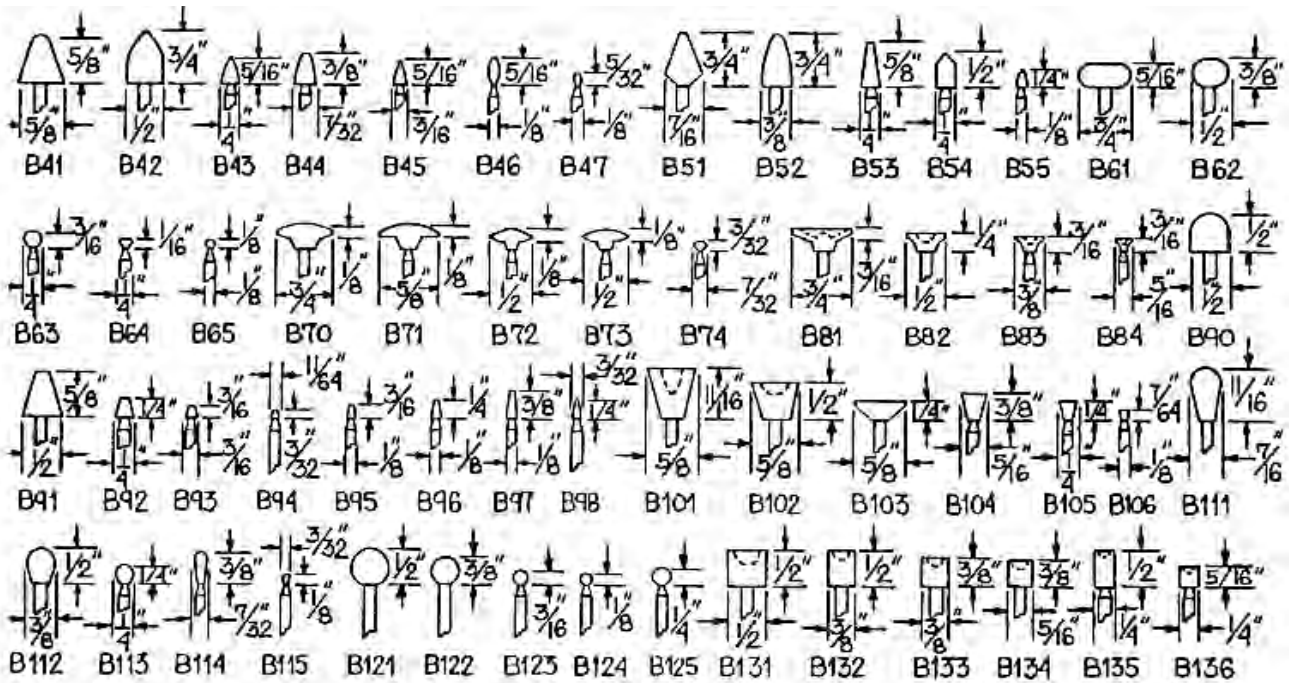 5/8" 3/4" 5/16" 3/8" 5/16" 5/16" 5/32" 3/4" 3/4" 5/8" 1/2" 1/4" 5/16" 3/8"
5/8" 1/2" 1/4" 7/32" 3/16" 1/8" 1/8" 7/16" 3/8" 1/4" 1/4" 1/8" 3/4" 1/2"
B41 B42 B43 B44 B45 B46 B47 B51 B52 B53 B54 B55 B61 B62
3/16" 1/16" 1/8" 1/8" 1/8" 1/8" 1/8" 3/32" 3/16" 1/4" 3/16" 3/16" 1/2"
1/4" 1/4" 1/8" 3/4" 5/8" 1/2" 1/2" 7/32" 3/4" 1/2" 3/8" 5/16 1/2"
B63 B64 B65 B70 B71 B72 B73 B74 B81 B82 B83 B84 B90
5/8" 1/4" 3/16" 11/64" 3/16" 1/4" 3/8" 3/32" 11/16" 1/2" 1/4" 3/8" 1/4" 7/64" 11/16"
1/2" 1/4" 3/16" 3/32" 1/8" 1/8" 1/8" 1/4" 5/8" 5/8" 5/8" 5/16" 1/4 1/8" 7/16"
B91 B92 B93 B94 B95 B96 B97 B98 B101 B102 B103 B104 B105 B106 B111
1/2" 1/4" 3/8" 3/32" 1/2" 3/8" 1/2" 1/2" 3/8" 3/8" 1/2" 5/16"
3/8" 1/4" 7/32" 1/8" 3/16" 1/8" 1/4" 1/2" 3/8" 3/8" 5/16" 1/4" 1/4"
B112 B113 B114 B115 B121 B122 B123 B124 B125 B131 B132 B133 B134 B135 B136